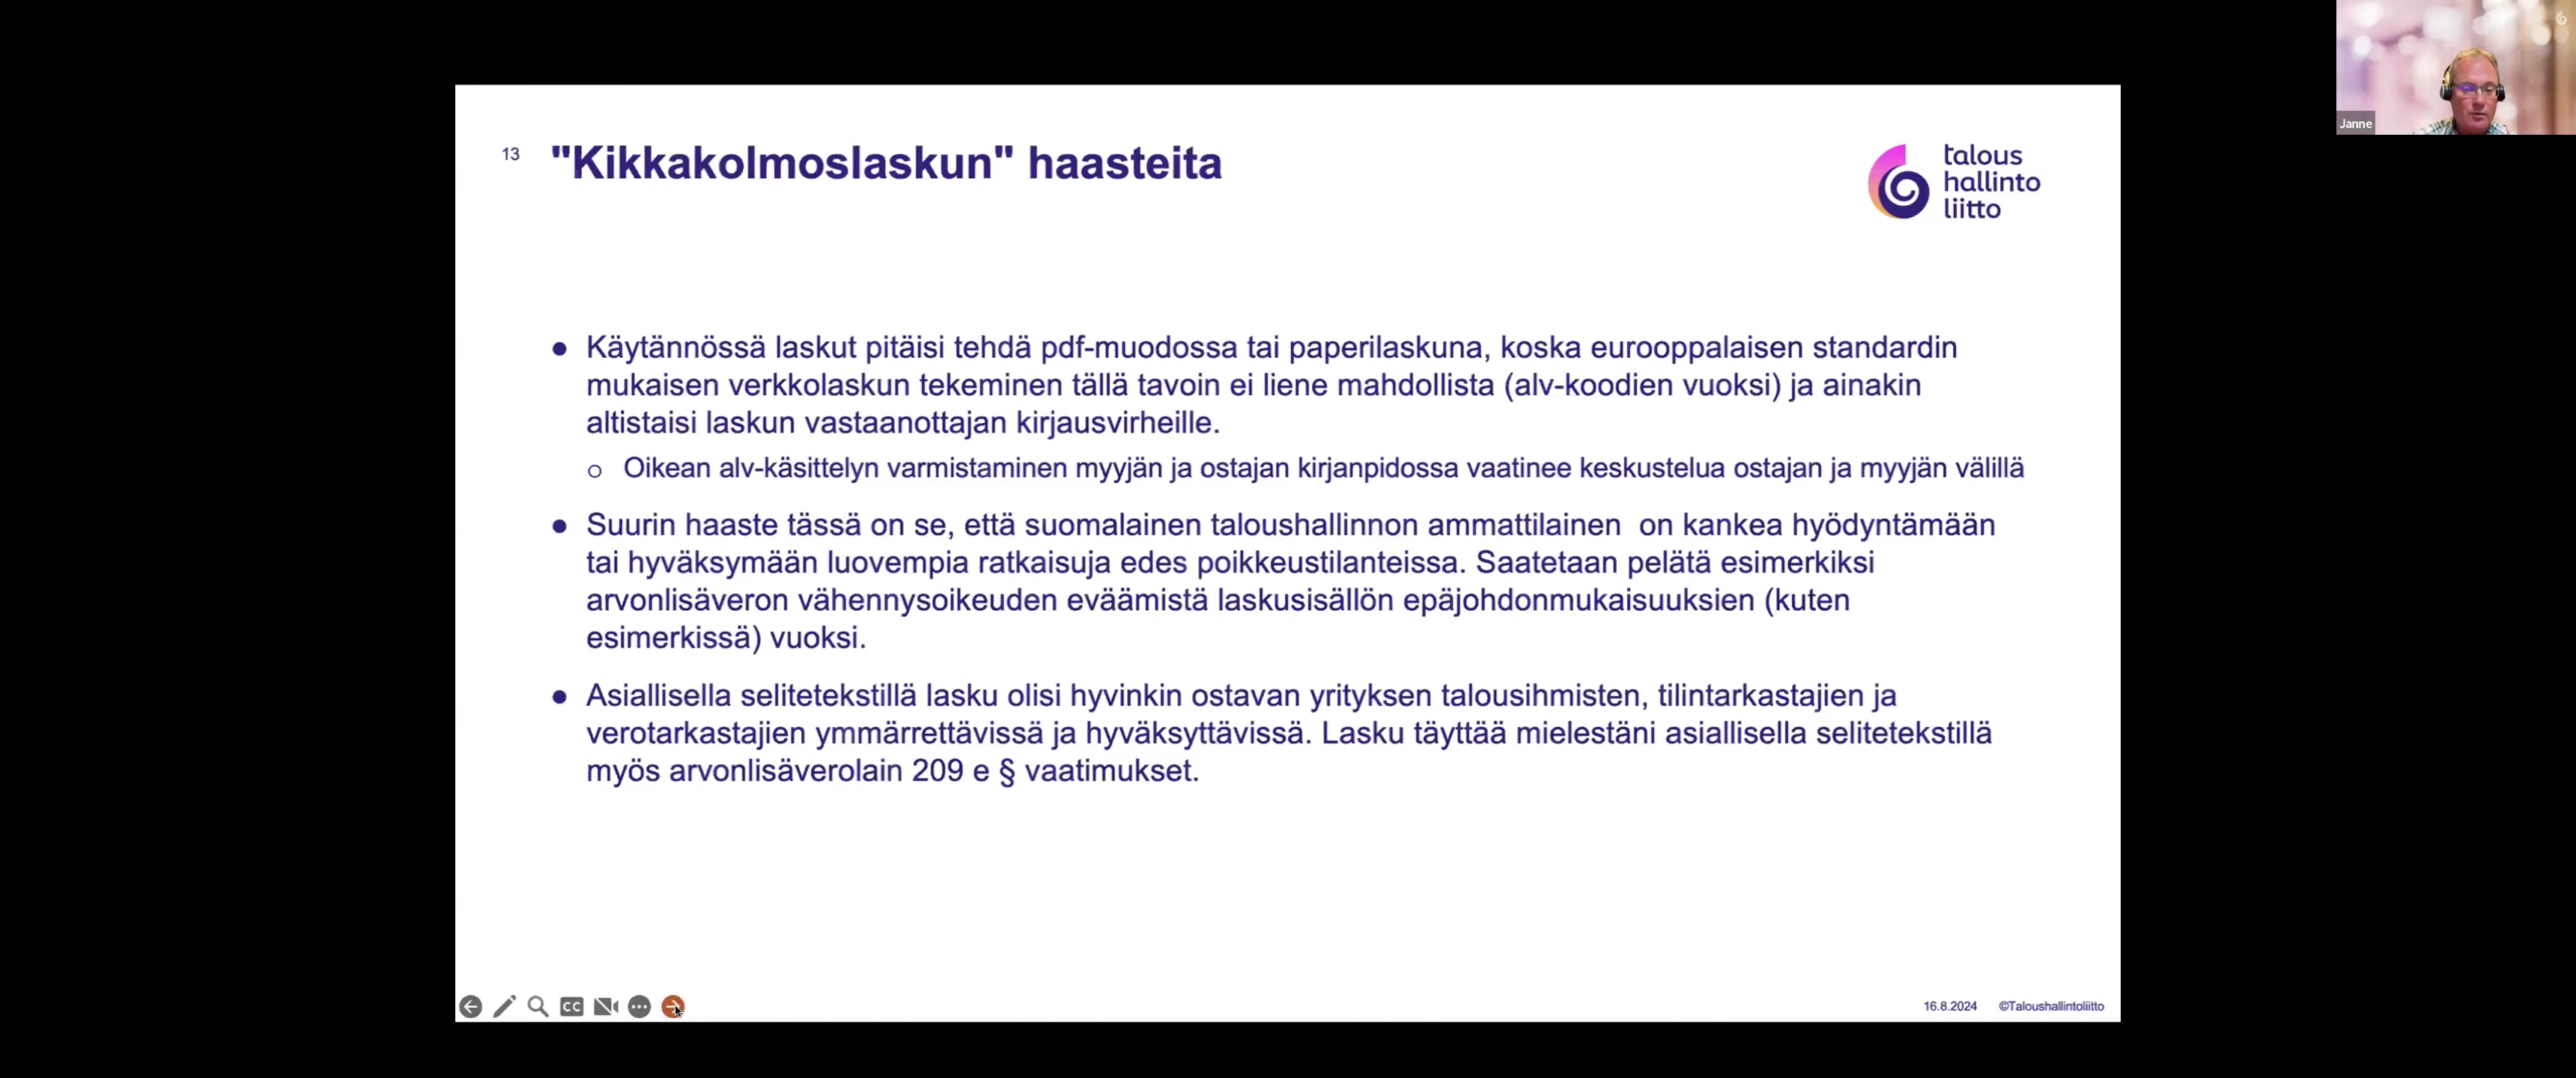 13
"Kikkakolmoslaskun" haasteita
talous
hallinto
liitto
Janne
● Käytännössä laskut pitäisi tehdä pdf-muodossa tai paperilaskuna, koska eurooppalaisen standardin
mukaisen verkkolaskun tekeminen tällä tavoin ei liene mahdollista (alv-koodien vuoksi) ja ainakin
altistaisi laskun vastaanottajan kirjausvirheille.
○ Oikean alv-käsittelyn varmistaminen myyjän ja ostajan kirjanpidossa vaatinee keskustelua ostajan ja myyjän välillä
● Suurin haaste tässä on se, että suomalainen taloushallinnon ammattilainen  on kankea hyödyntämään
tai hyväksymään luovempia ratkaisuja edes poikkeustilanteissa. Saatetaan pelätä esimerkiksi
arvonlisäveron vähennysoikeuden eväämistä laskusisällön epäjohdonmukaisuuksien (kuten
esimerkissä) vuoksi.
● Asiallisella selitetekstillä lasku olisi hyvinkin ostavan yrityksen talousihmisten, tilintarkastajien ja
verotarkastajien ymmärrettävissä ja hyväksyttävissä. Lasku täyttää mielestäni asiallisella selitetekstillä
myös arvonlisäverolain 209 e § vaatimukset.
CC
16.8.2024 ©Taloushallintoliitto